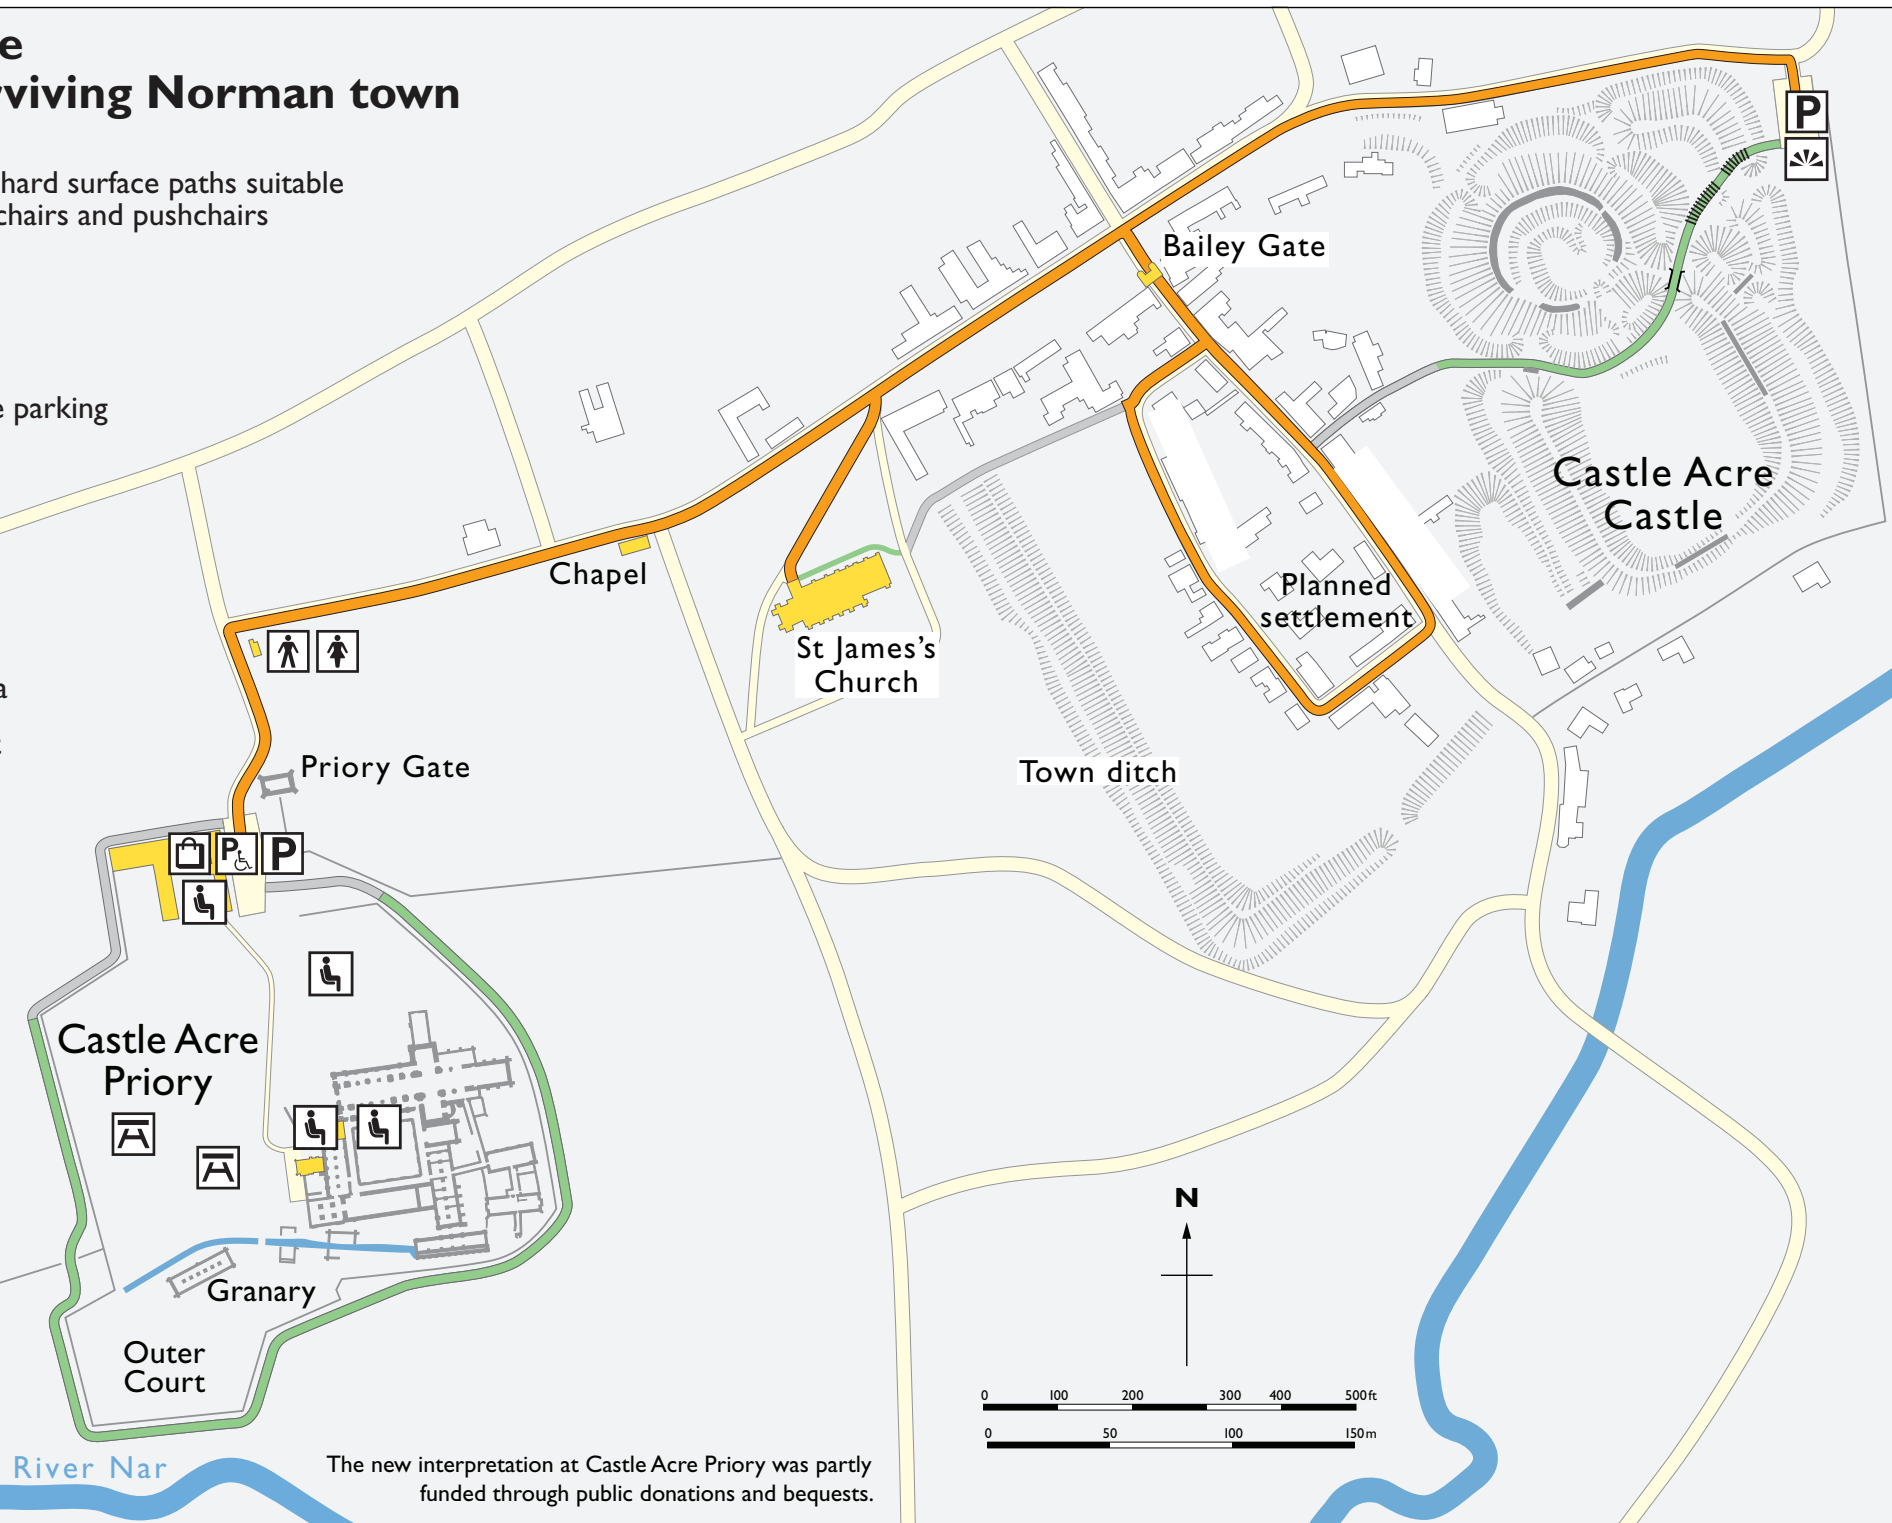 e
rviving Norman town
hard surface paths suitable
chairs and pushchairs
e parking
a
P
Bailey Gate
Castle Acre
Castle
Chapel
Planned
settlement
St James’s
Church
Priory Gate
Town ditch
P
P
Castle Acre
Priory
Granary
Outer
Court
N
0 100 200 300 400 500ft
0 50 100 150m
River Nar
The new interpretation at Castle Acre Priory was partly
funded through public donations and bequests.